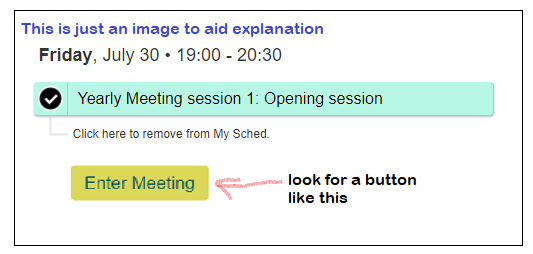 This is just an image to aid explanation
Friday, July 30 • 19:00 - 20:30
Yearly Meeting session 1: Opening session
Click here to remove from My Sched.
Enter Meeting
look for a button
like this